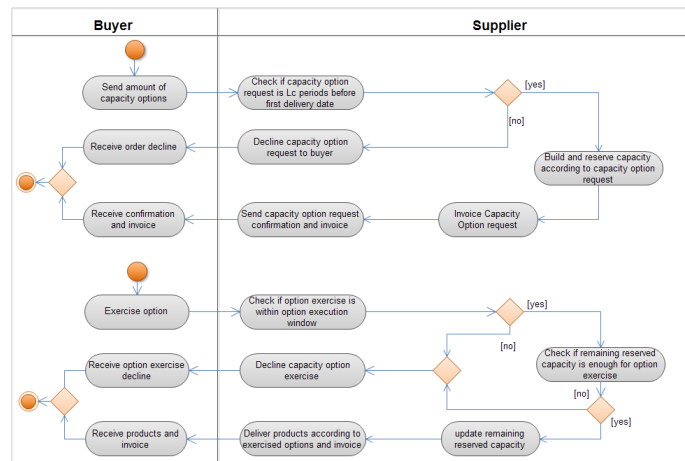 Buyer
Supplier
Send amount of
capacity options
Check if capacity option
request is Lc periods before
first delivery date
[yes]
[no]
Receive order decline
Decline capacity option
request to buyer
Build and reserve capacity
according to capacity option
request
Receive confirmation
and invoice
Send capacity option request
confirmation and invoice
Invoice Capacity
Option request
Exercise option
Check if option exercise is
within option execution
window
[yes]
[no]
Receive option exercise
decline
Decline capacity option
exercise
Check if remaining reserved
capacity is enough for option
exercise
[no]
[yes]
Receive products and
invoice
Deliver products according to
exercised options and invoice
update remaining
reserved capacity